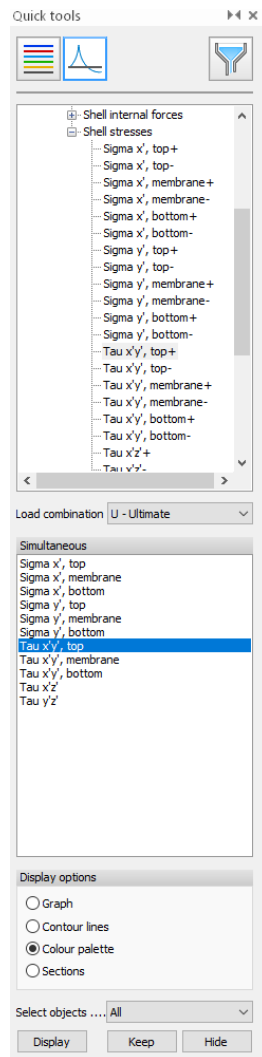 Quick tools
Shell internal forces
Shell stresses
Sigma x', top+
Sigma x', top-
Sigma x', membrane+
Sigma x', membrane-
Sigma x', bottom+
Sigma x', bottom-
Sigma y', top+
Sigma y', top-
Sigma y', membrane+
Sigma y', membrane-
Sigma y', bottom+
Sigma y', bottom-
Tau x'y', top+
Tau x'y', top-
Tau x'y', membrane+
Tau x'y', membrane-
Tau x'y', bottom+
Tau x'y', bottom-
Tau x'z'+
Tau x'z'-
Load combination U - Ultimate
Simultaneous
Sigma x', top
Sigma x', membrane
Sigma x', bottom
Sigma y', top
Sigma y', membrane
Sigma y', bottom
Tau x'y', top
Tau x'y', membrane
Tau x'y', bottom
Tau x'z'
Tau y'z'
Display options
Graph
Contour lines
Colour palette
Sections
Select objects .... All
Display Keep Hide